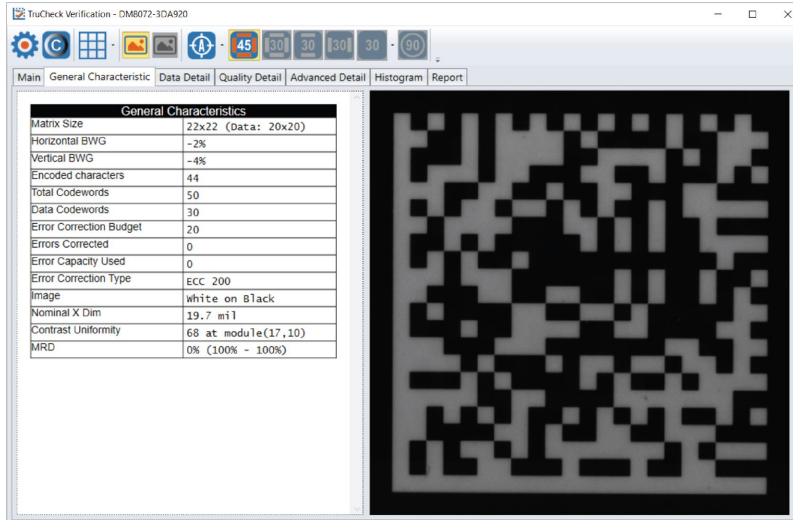 TruCheck Verification - DM8072-3DA920
C A 45 30 30 30 30 90
Main General Characteristic Data Detail Quality Detail Advanced Detail Histogram Report
General Characteristics
Matrix Size 22x22 (Data: 20x20)
Horizontal BWG -2%
Vertical BWG -4%
Encoded characters 44
Total Codewords 50
Data Codewords 30
Error Correction Budget 20
Errors Corrected 0
Error Capacity Used 0
Error Correction Type ECC 200
Image White on Black
Nominal X Dim 19.7 mil
Contrast Uniformity 68 at module(17,10)
MRD 0% (100% - 100%)